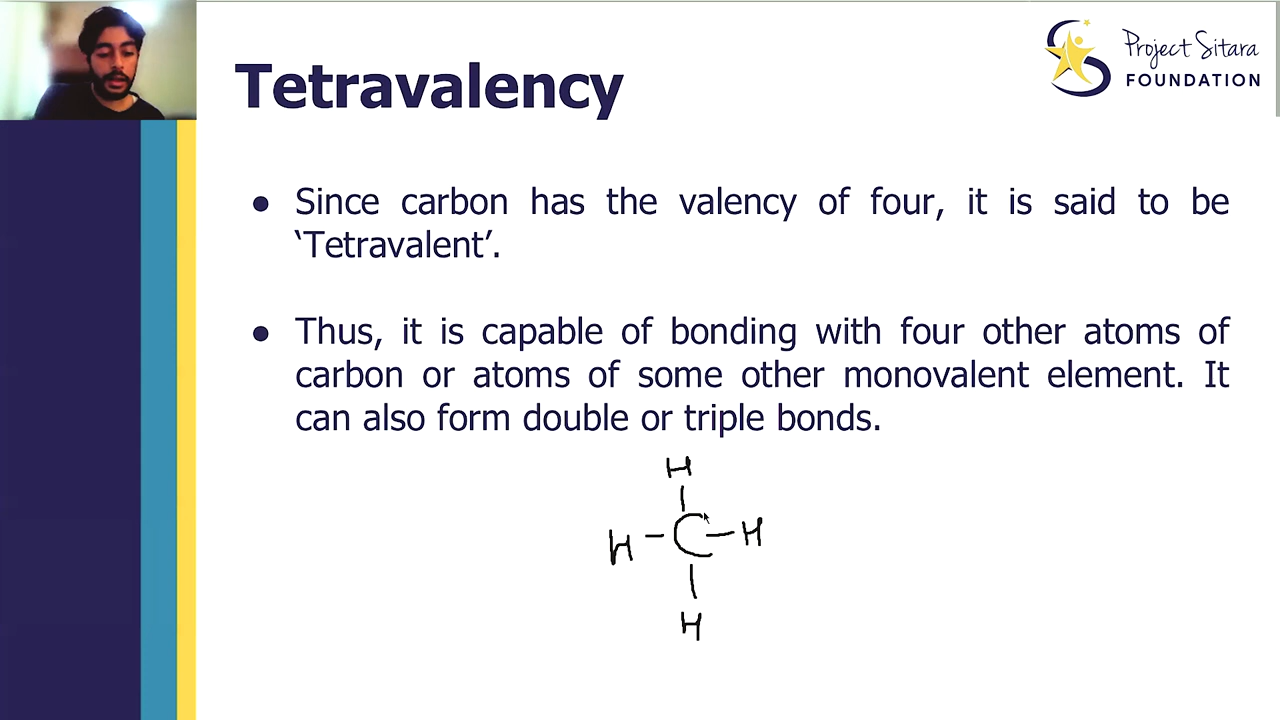 Project Sitara
FOUNDATION
Tetravalency
● Since carbon has the valency of four, it is said to be
‘Tetravalent’.
● Thus, it is capable of bonding with four other atoms of
carbon or atoms of some other monovalent element. It
can also form double or triple bonds.
H
H - C - H
H